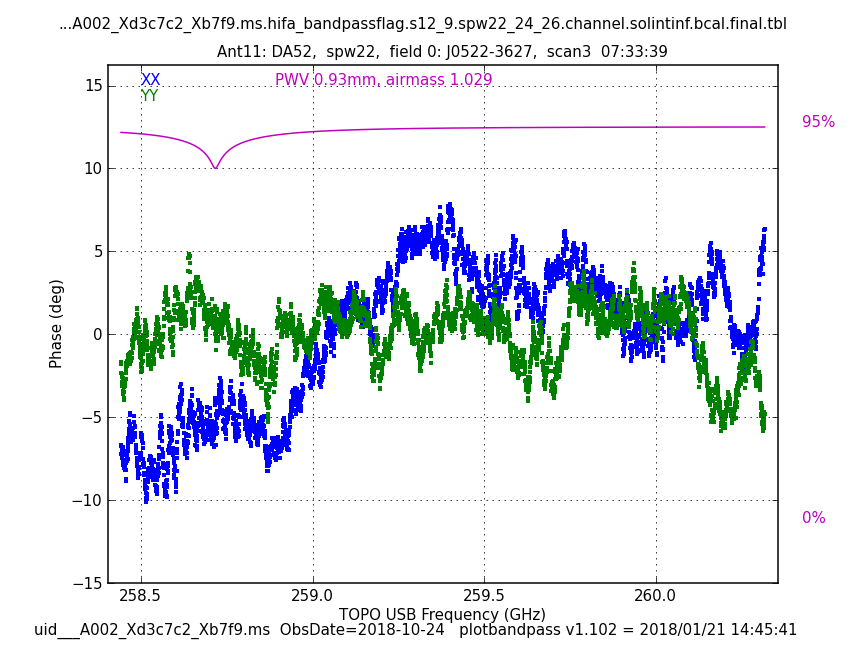 ...A002_Xd3c7c2_Xb7f9.ms.hifa_bandpassflag.s12_9.spw22_24_26.channel.solintinf.bcal.final.tbl
Ant11: DA52,  spw22,  field 0: J0522-3627,  scan3  07:33:39
XX
PWV 0.93mm, airmass 1.029
YY
15
10
5
0
−5
−10
−15
Phase (deg)
95%
0%
258.5 259.0 259.5 260.0
TOPO USB Frequency (GHz)
uid___A002_Xd3c7c2_Xb7f9.ms  ObsDate=2018-10-24   plotbandpass v1.102 = 2018/01/21 14:45:41